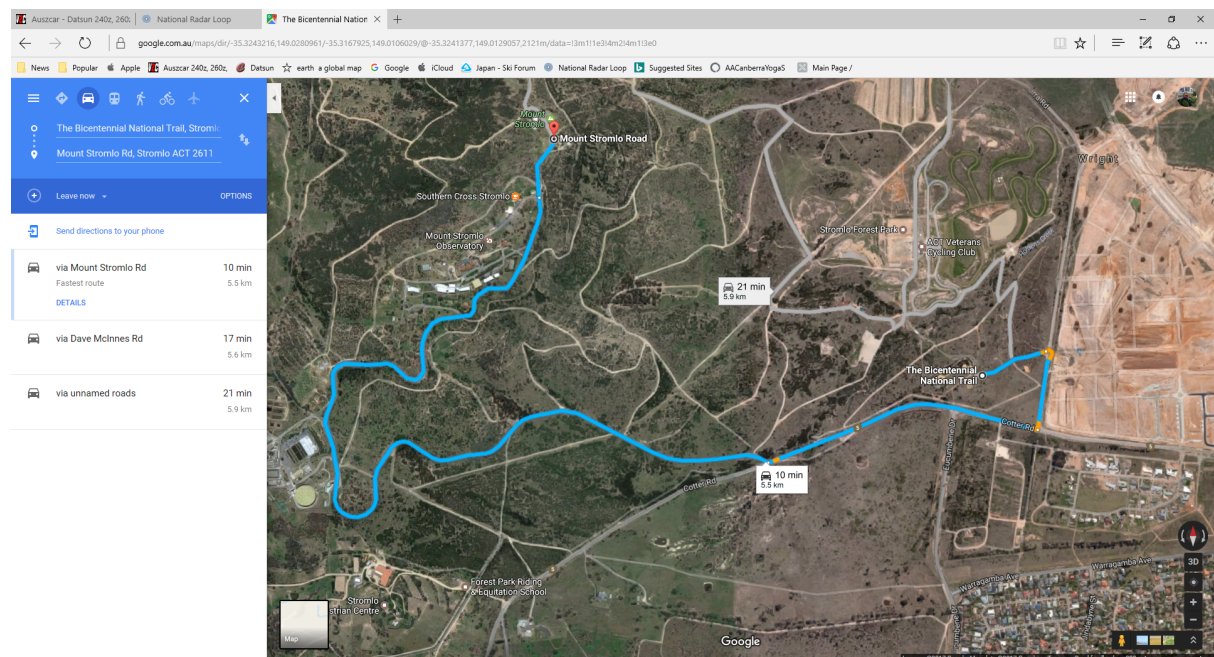 Auszcar - Datsun 240z, 260z
National Radar Loop
The Bicentennial Nation
google.com.au/maps/dir/-35.3243216,149.0280961/-35.3167925,149.0106029/@-35.3241377,149.0129057,2121m/data=!3m1!1e3!4m2!4m1!3e0
News
Popular
Apple
Auszcar 240z, 260z,
Datsun
earth a global map
Google
iCloud
Japan - Ski Forum
National Radar Loop
Suggested Sites
AACanberraYogaS
Main Page /
The Bicentennial National Trail, Stromlo
Mount Stromlo Rd, Stromlo ACT 2611
Leave now
OPTIONS
Send directions to your phone
via Mount Stromlo Rd
10 min
Fastest route
5.5 km
DETAILS
via Dave McInnes Rd
17 min
5.6 km
via unnamed roads
21 min
5.9 km
Mount
Stromlo
Mount Stromlo Road
Southern Cross Stromlo
Mount Stromlo
Observatory
Wright
Stromlo Forest Park
ACT Veterans
Cycling Club
21 min
5.9 km
The Bicentennial
National Trail
Cotter Rd
Eucumbene Dr
10 min
5.5 km
Cotter Rd
Forest Park Riding
& Equitation School
Stromlo
strian Centre
Warragamba Ave
Warragamba Ave
3D
Map
Google